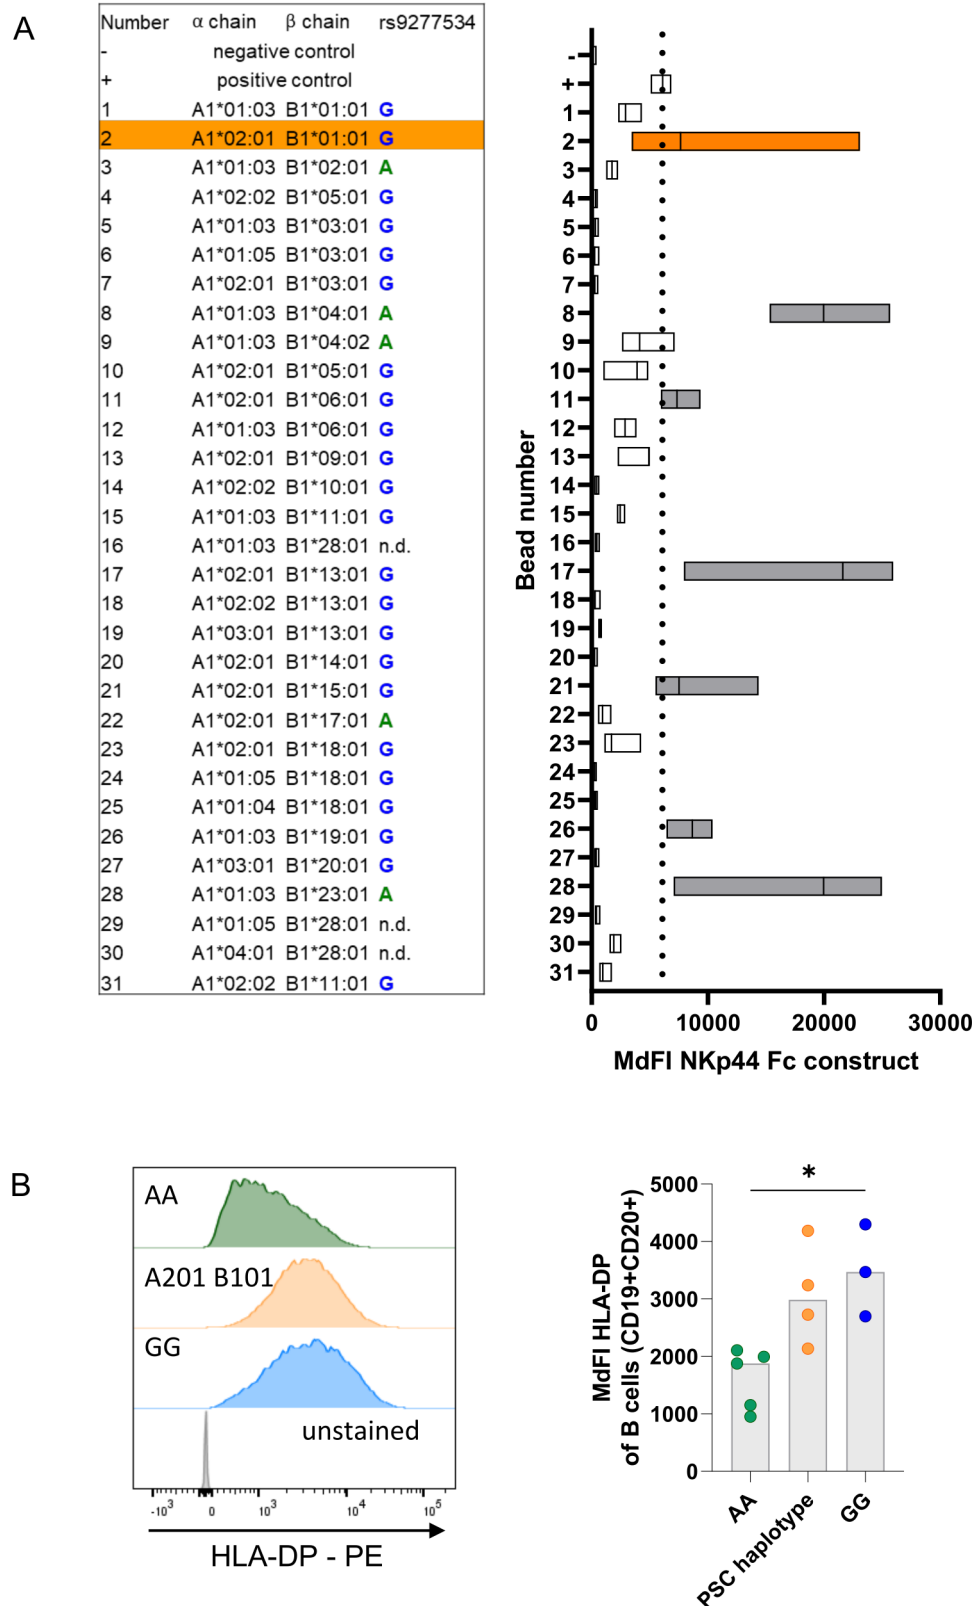 A
Number α chain β chain rs9277534
- negative control
+ positive control
1 A1*01:03 B1*01:01 G
2 A1*02:01 B1*01:01 G
3 A1*01:03 B1*02:01 A
4 A1*02:02 B1*05:01 G
5 A1*01:03 B1*03:01 G
6 A1*01:05 B1*03:01 G
7 A1*02:01 B1*03:01 G
8 A1*01:03 B1*04:01 A
9 A1*01:03 B1*04:02 A
10 A1*02:01 B1*05:01 G
11 A1*02:01 B1*06:01 G
12 A1*01:03 B1*06:01 G
13 A1*02:01 B1*09:01 G
14 A1*02:02 B1*10:01 G
15 A1*01:03 B1*11:01 G
16 A1*01:03 B1*28:01 n.d.
17 A1*02:01 B1*13:01 G
18 A1*02:02 B1*13:01 G
19 A1*03:01 B1*13:01 G
20 A1*02:01 B1*14:01 G
21 A1*02:01 B1*15:01 G
22 A1*02:01 B1*17:01 A
23 A1*02:01 B1*18:01 G
24 A1*01:05 B1*18:01 G
25 A1*01:04 B1*18:01 G
26 A1*01:03 B1*19:01 G
27 A1*03:01 B1*20:01 G
28 A1*01:03 B1*23:01 A
29 A1*01:05 B1*28:01 n.d.
30 A1*04:01 B1*28:01 n.d.
31 A1*02:02 B1*11:01 G
Bead number
-
+
1
2
3
4
5
6
7
8
9
10
11
12
13
14
15
16
17
18
19
20
21
22
23
24
25
26
27
28
29
30
31
0 10000 20000 30000
MdFI NKp44 Fc construct
B
AA
A201 B101
GG
unstained
-10³ 0 10³ 10⁴ 10⁵
HLA-DP - PE
MdFI HLA-DP
of B cells (CD19+CD20+)
5000
4000
3000
2000
1000
0
*
AA
PSC haplotype
GG